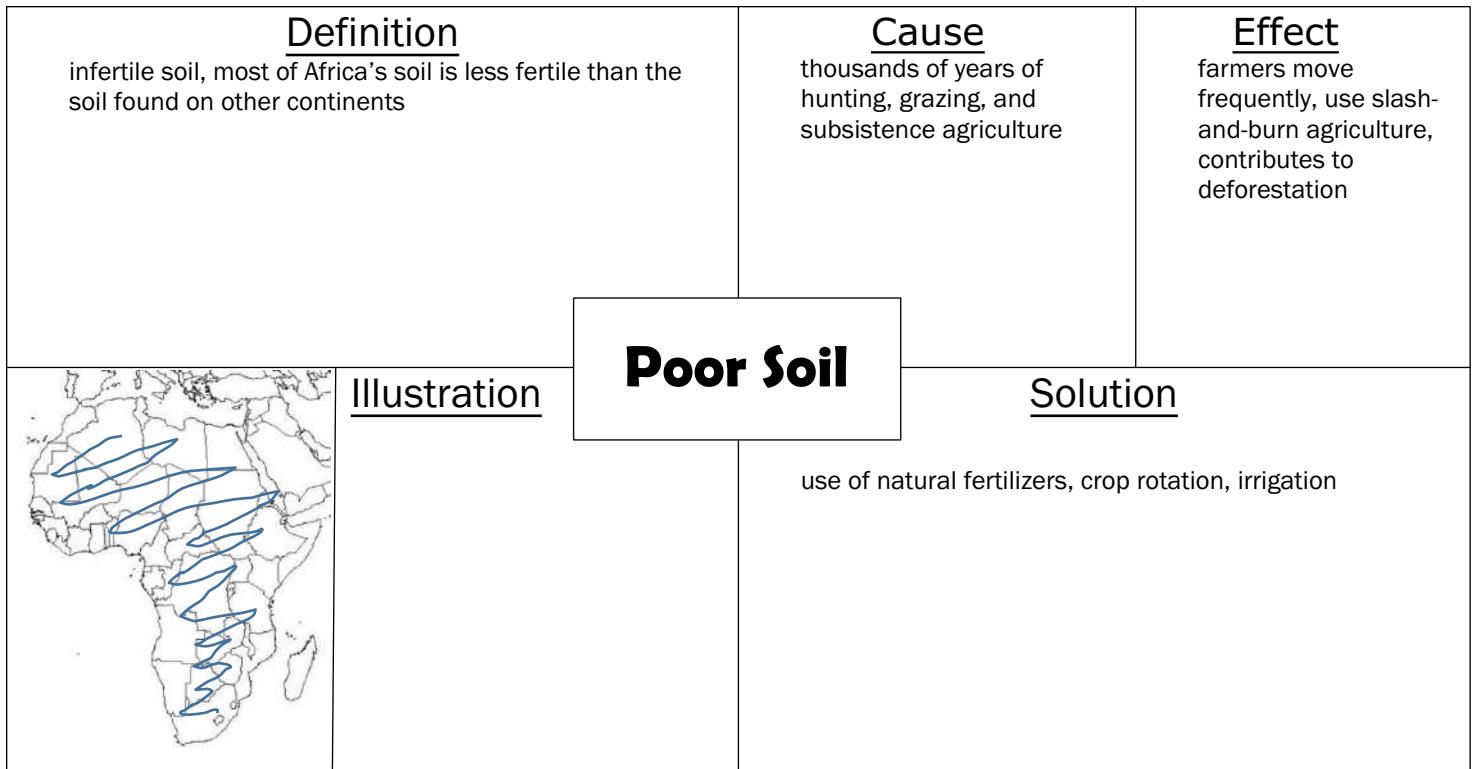 Definition
infertile soil, most of Africa’s soil is less fertile than the
soil found on other continents
Cause
thousands of years of
hunting, grazing, and
subsistence agriculture
Effect
farmers move
frequently, use slash-
and-burn agriculture,
contributes to
deforestation
Poor Soil
Illustration
Solution
use of natural fertilizers, crop rotation, irrigation